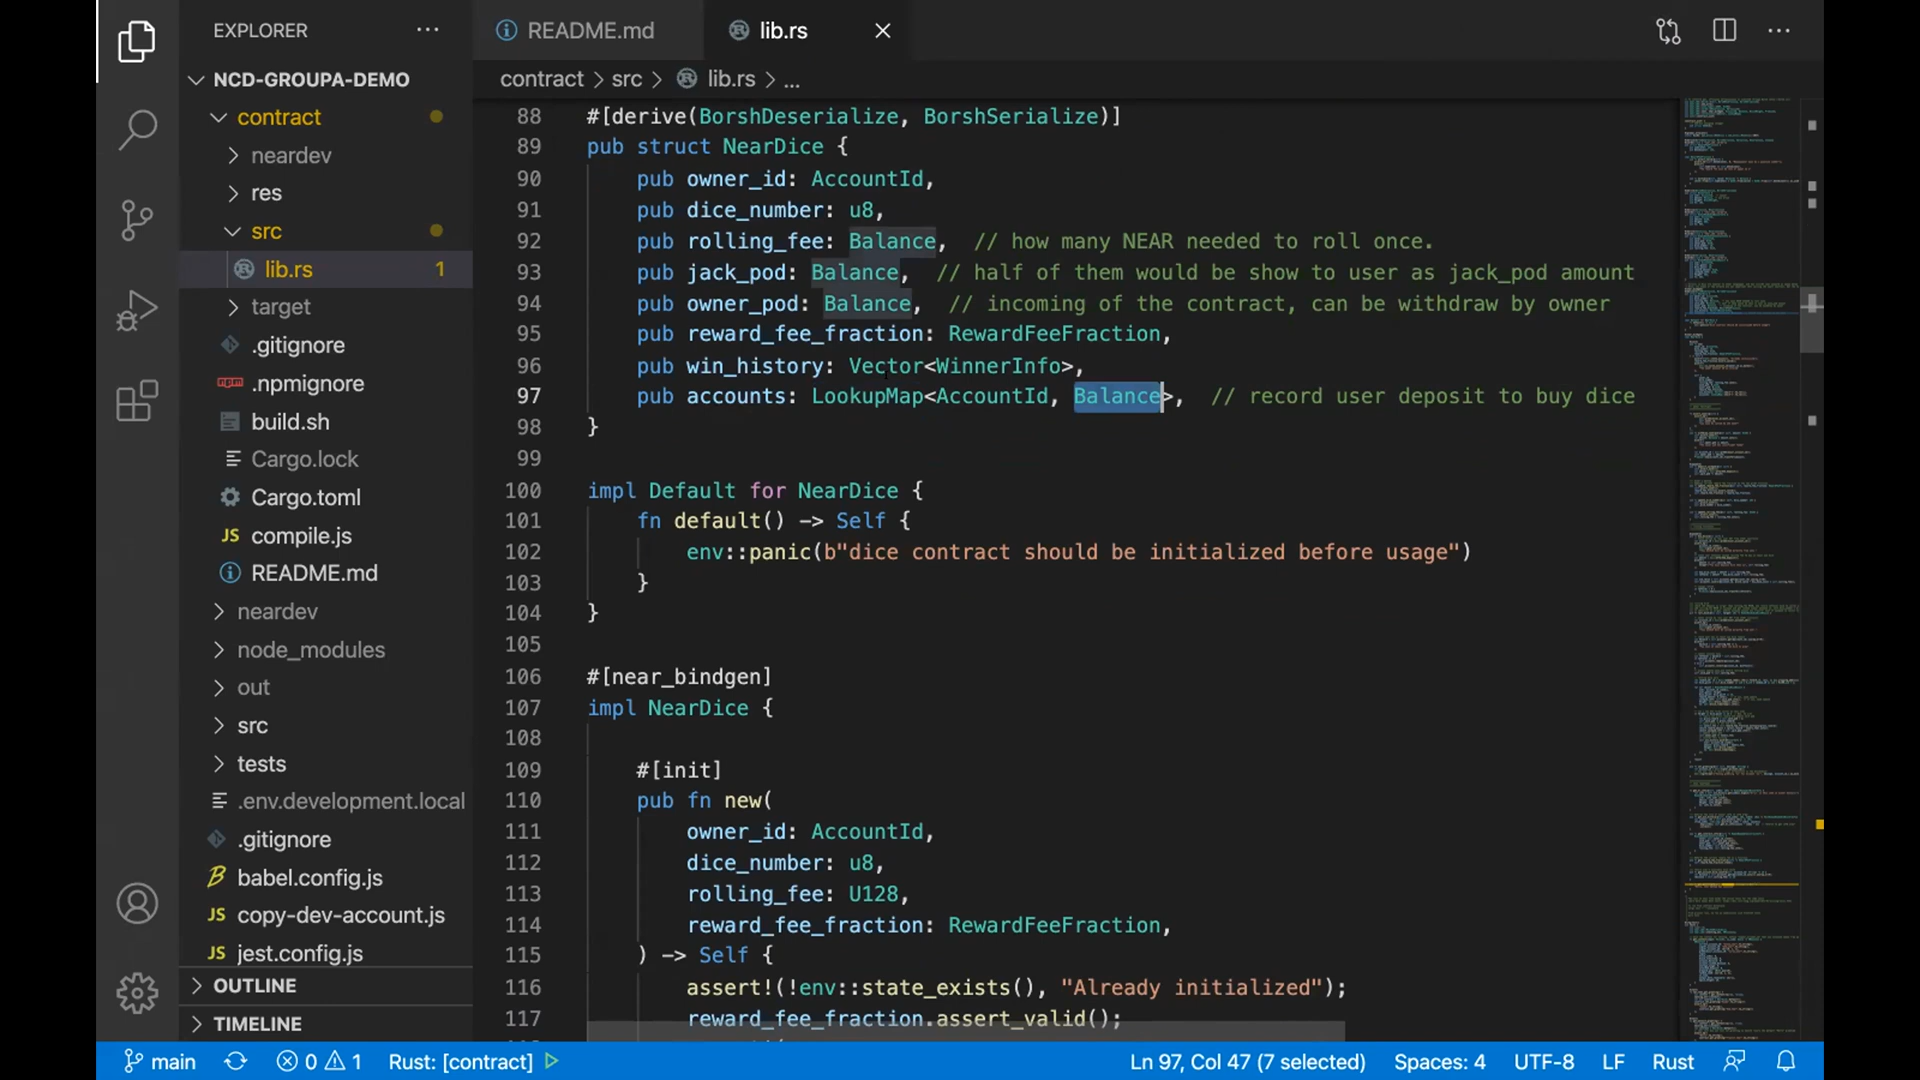 EXPLORER
README.md
lib.rs
NCD-GROUPA-DEMO
contract
neardev
res
src
lib.rs 1
target
.gitignore
.npmignore
build.sh
Cargo.lock
Cargo.toml
JS compile.js
README.md
neardev
node_modules
out
src
tests
.env.development.local
.gitignore
babel.config.js
JS copy-dev-account.js
JS jest.config.js
OUTLINE
TIMELINE
contract > src > lib.rs > ...
88 #[derive(BorshDeserialize, BorshSerialize)]
89 pub struct NearDice {
90 pub owner_id: AccountId,
91 pub dice_number: u8,
92 pub rolling_fee: Balance, // how many NEAR needed to roll once.
93 pub jack_pod: Balance, // half of them would be show to user as jack_pod amount
94 pub owner_pod: Balance, // incoming of the contract, can be withdraw by owner
95 pub reward_fee_fraction: RewardFeeFraction,
96 pub win_history: Vector<WinnerInfo>,
97 pub accounts: LookupMap<AccountId, Balance>, // record user deposit to buy dice
98 }
99
100 impl Default for NearDice {
101 fn default() -> Self {
102 env::panic(b"dice contract should be initialized before usage")
103 }
104 }
105
106 #[near_bindgen]
107 impl NearDice {
108
109 #[init]
110 pub fn new(
111 owner_id: AccountId,
112 dice_number: u8,
113 rolling_fee: U128,
114 reward_fee_fraction: RewardFeeFraction,
115 ) -> Self {
116 assert!(!env::state_exists(), "Already initialized");
117 reward_fee_fraction.assert_valid();
main 0 1 Rust: [contract] Ln 97, Col 47 (7 selected) Spaces: 4 UTF-8 LF Rust